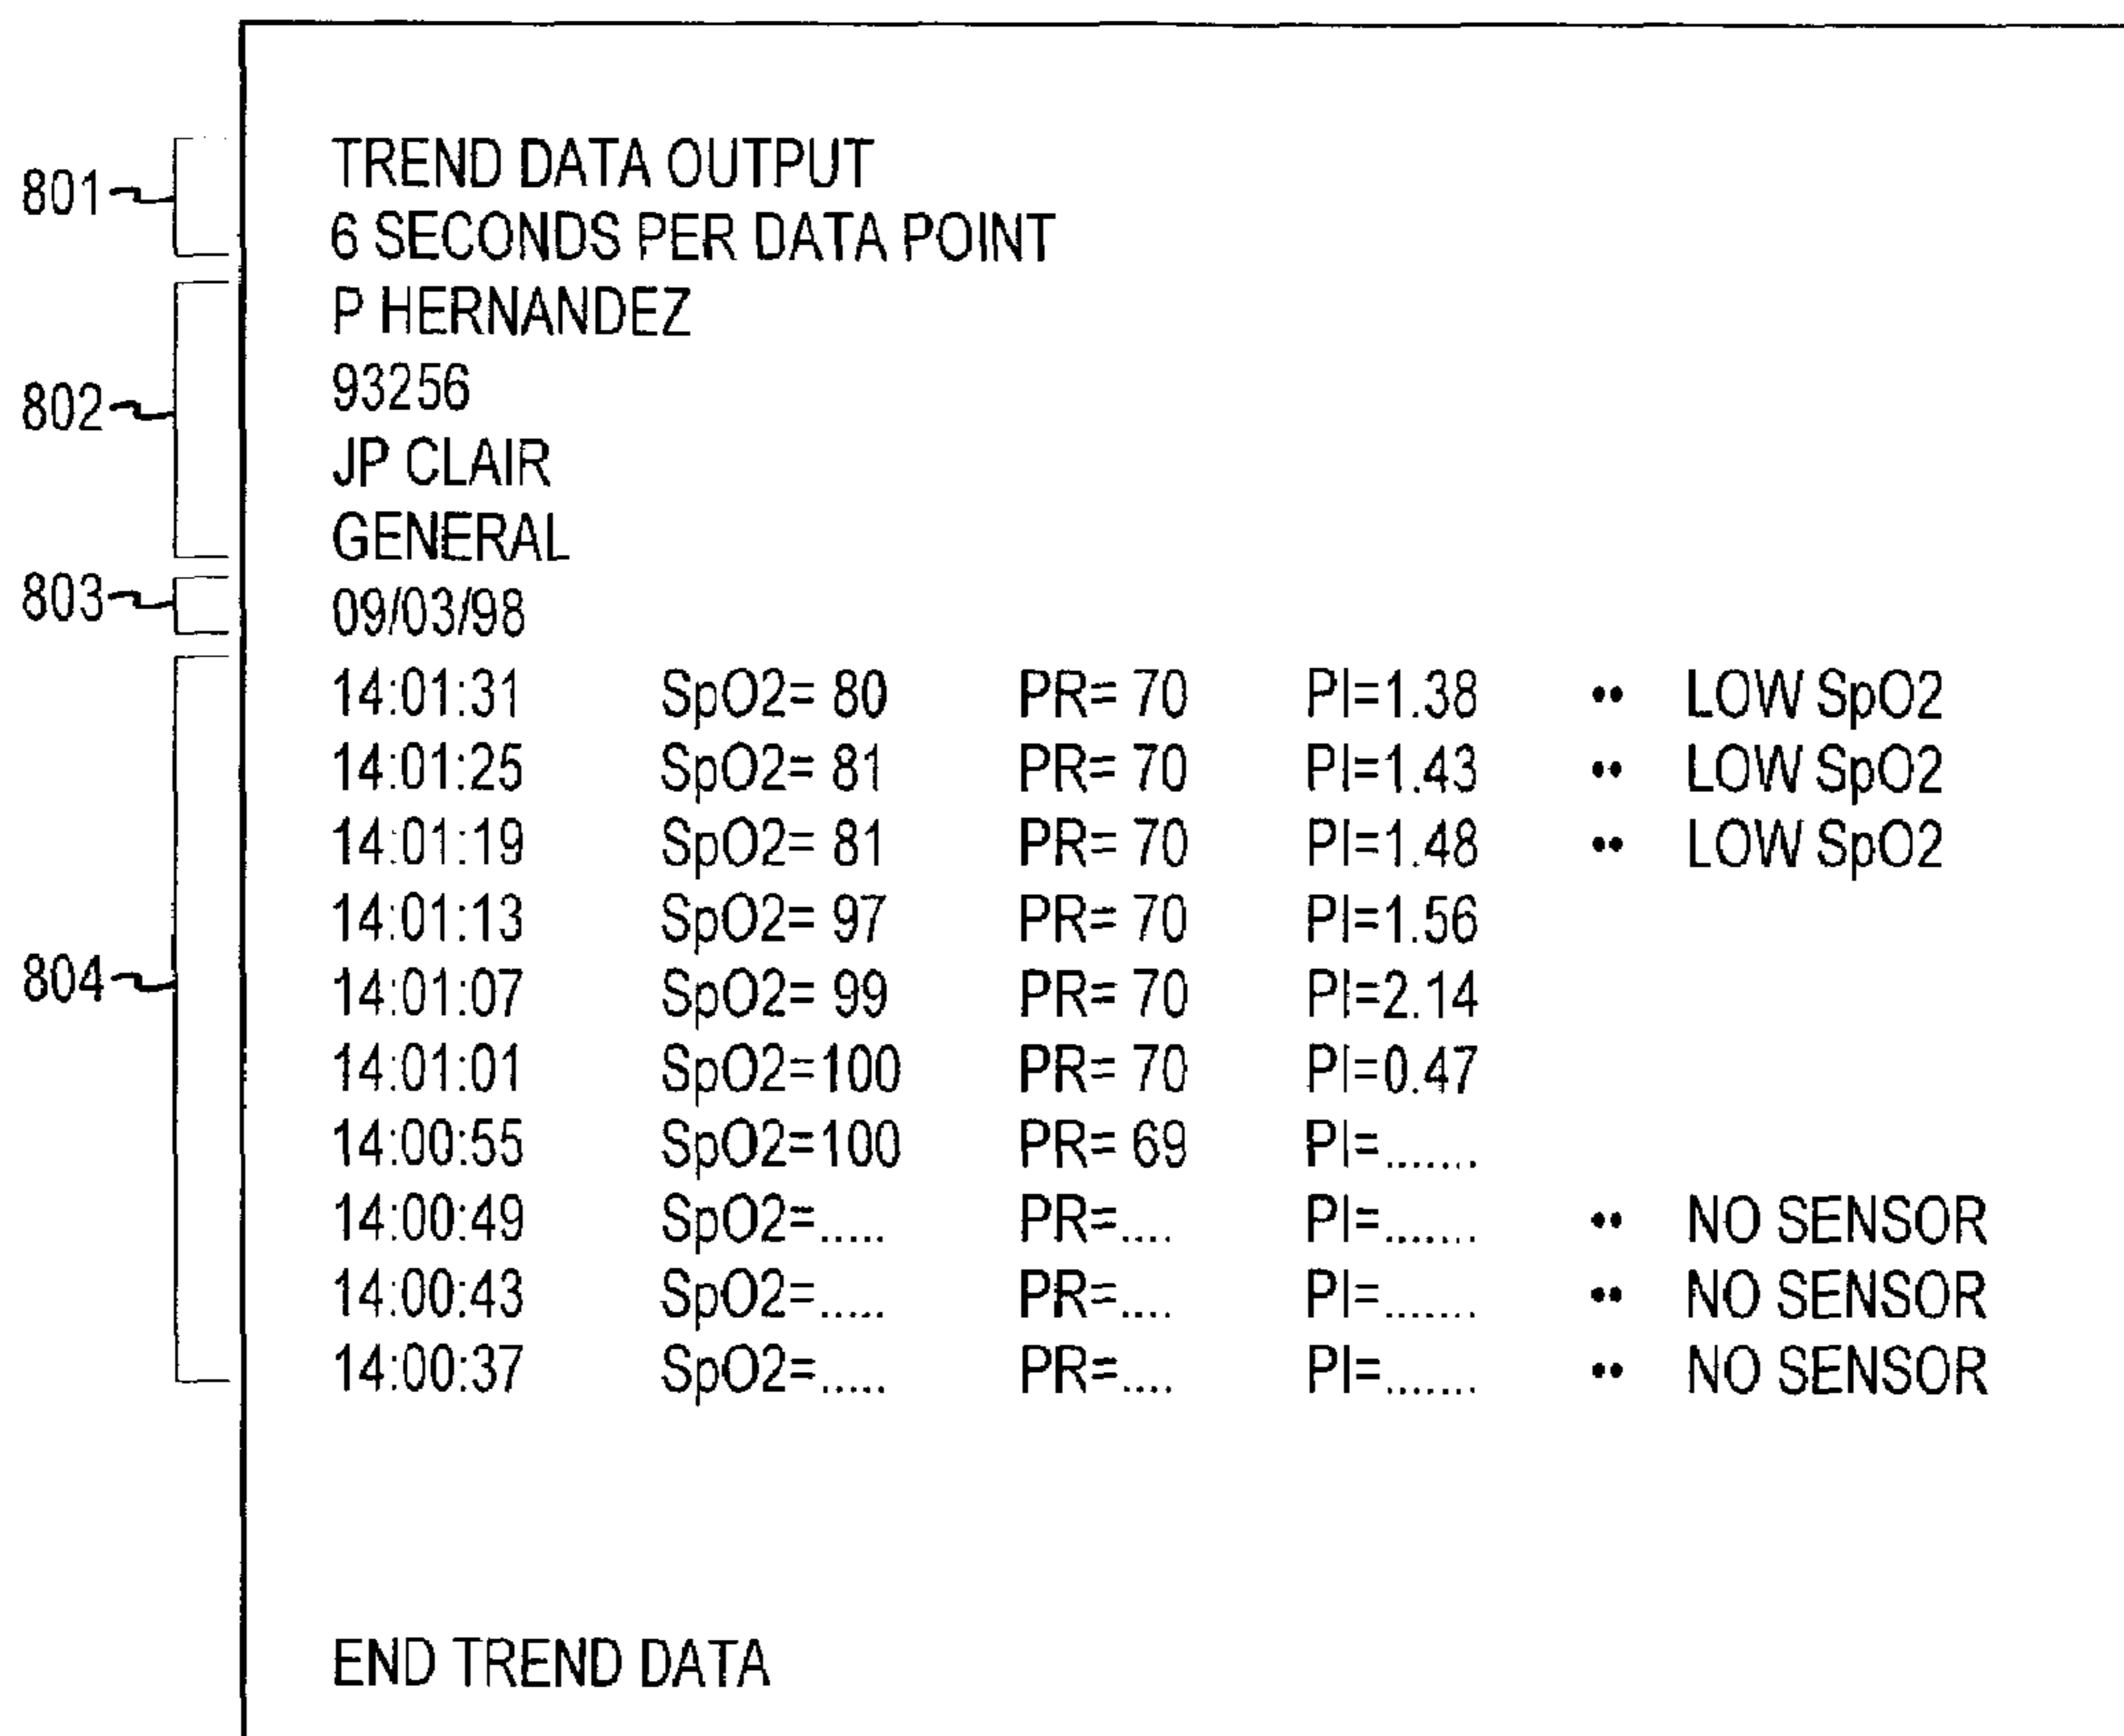 TREND DATA OUTPUT
801
6 SECONDS PER DATA POINT
P HERNANDEZ
93256
802
JP CLAIR
GENERAL
803
09/03/98
14:01:31 SpO2= 80 PR= 70 PI=1.38 •• LOW SpO2
14:01:25 SpO2= 81 PR= 70 PI=1.43 •• LOW SpO2
14:01:19 SpO2= 81 PR= 70 PI=1.48 •• LOW SpO2
14:01:13 SpO2= 97 PR= 70 PI=1.56
804
14:01:07 SpO2= 99 PR= 70 PI=2.14
14:01:01 SpO2=100 PR= 70 PI=0.47
14:00:55 SpO2=100 PR= 69 PI=.......
14:00:49 SpO2=..... PR=.... PI=....... •• NO SENSOR
14:00:43 SpO2=..... PR=.... PI=....... •• NO SENSOR
14:00:37 SpO2=..... PR=.... PI=....... •• NO SENSOR
END TREND DATA